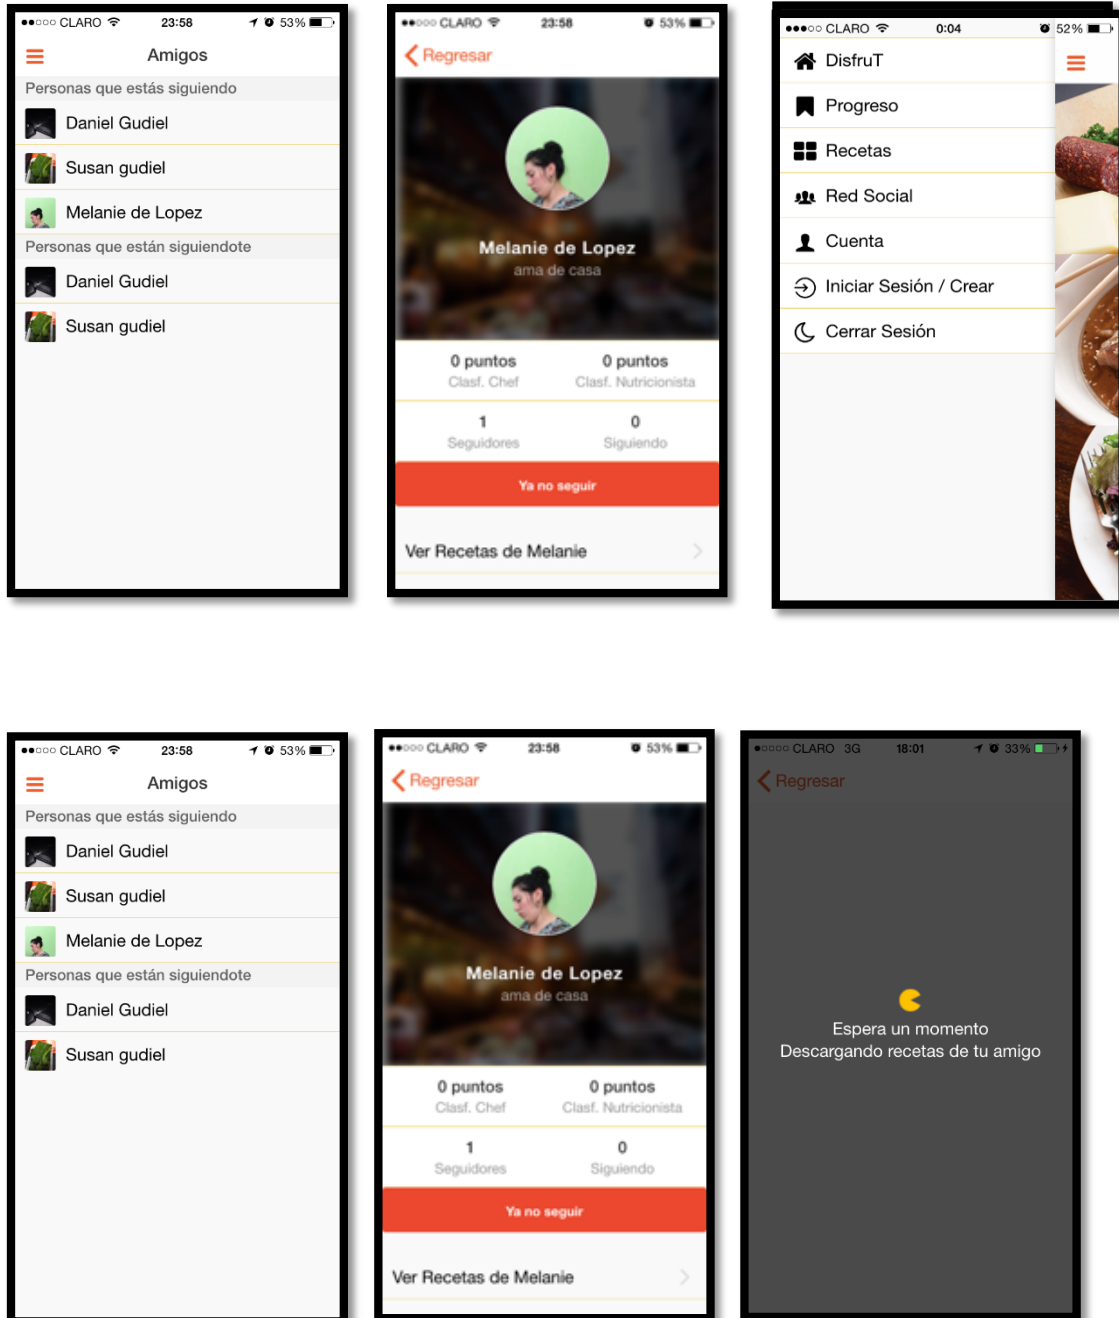 CLARO 23:58 53%
Amigos
Personas que estás siguiendo
Daniel Gudiel
Susan gudiel
Melanie de Lopez
Personas que están siguiendote
Daniel Gudiel
Susan gudiel
CLARO 23:58 53%
Regresar
Melanie de Lopez
ama de casa
0 puntos 0 puntos
Clasf. Chef Clasf. Nutricionista
1 0
Seguidores Siguiendo
Ya no seguir
Ver Recetas de Melanie
CLARO 0:04 52%
DisfruT
Progreso
Recetas
Red Social
Cuenta
Iniciar Sesión / Crear
Cerrar Sesión
CLARO 23:58 53%
Amigos
Personas que estás siguiendo
Daniel Gudiel
Susan gudiel
Melanie de Lopez
Personas que están siguiendote
Daniel Gudiel
Susan gudiel
CLARO 23:58 53%
Regresar
Melanie de Lopez
ama de casa
0 puntos 0 puntos
Clasf. Chef Clasf. Nutricionista
1 0
Seguidores Siguiendo
Ya no seguir
Ver Recetas de Melanie
CLARO 3G 18:01 33%
Regresar
Espera un momento
Descargando recetas de tu amigo